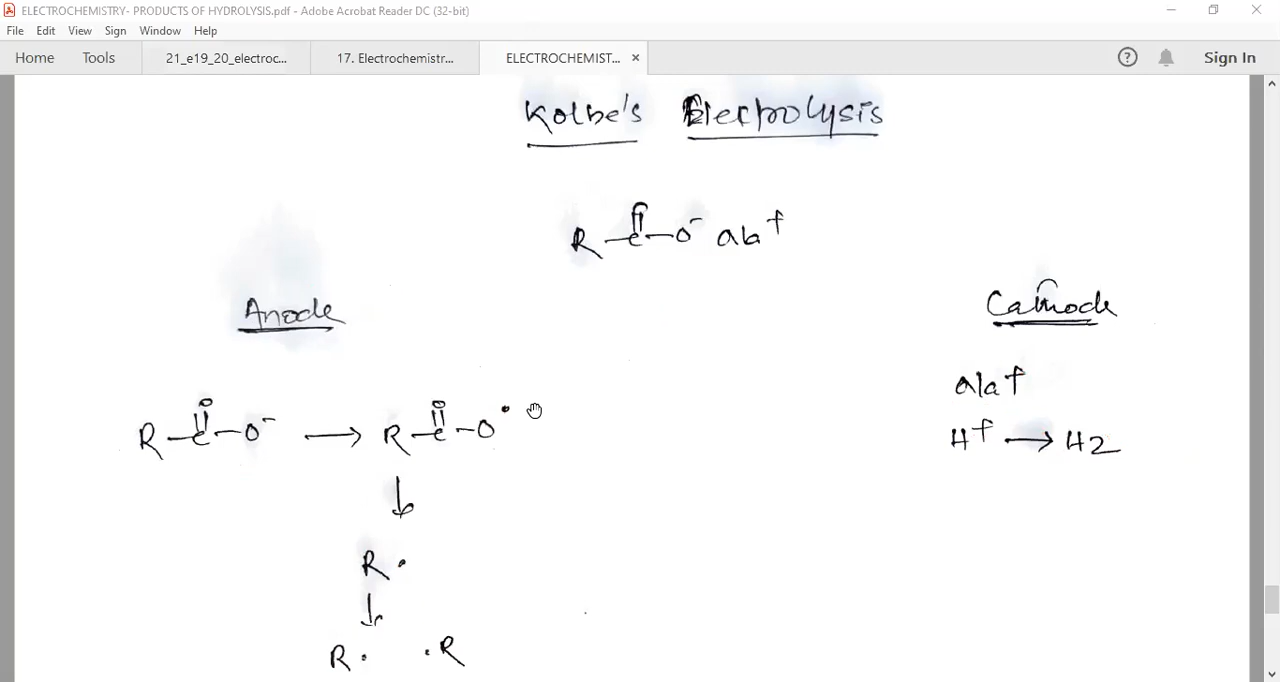 ELECTROCHEMISTRY- PRODUCTS OF HYDROLYSIS.pdf - Adobe Acrobat Reader DC (32-bit)
File Edit View Sign Window Help
Home Tools 21_e19_20_electroc... 17. Electrochemistr... ELECTROCHEMIST... × ? Sign In
Kolbe's Electrolysis
O
R-C-O⁻ Na⁺
Anode Cathode
Na⁺
O O
R-C-O⁻ → R-C-O•
H⁺ → H2
↓
R•
↓
R• •R